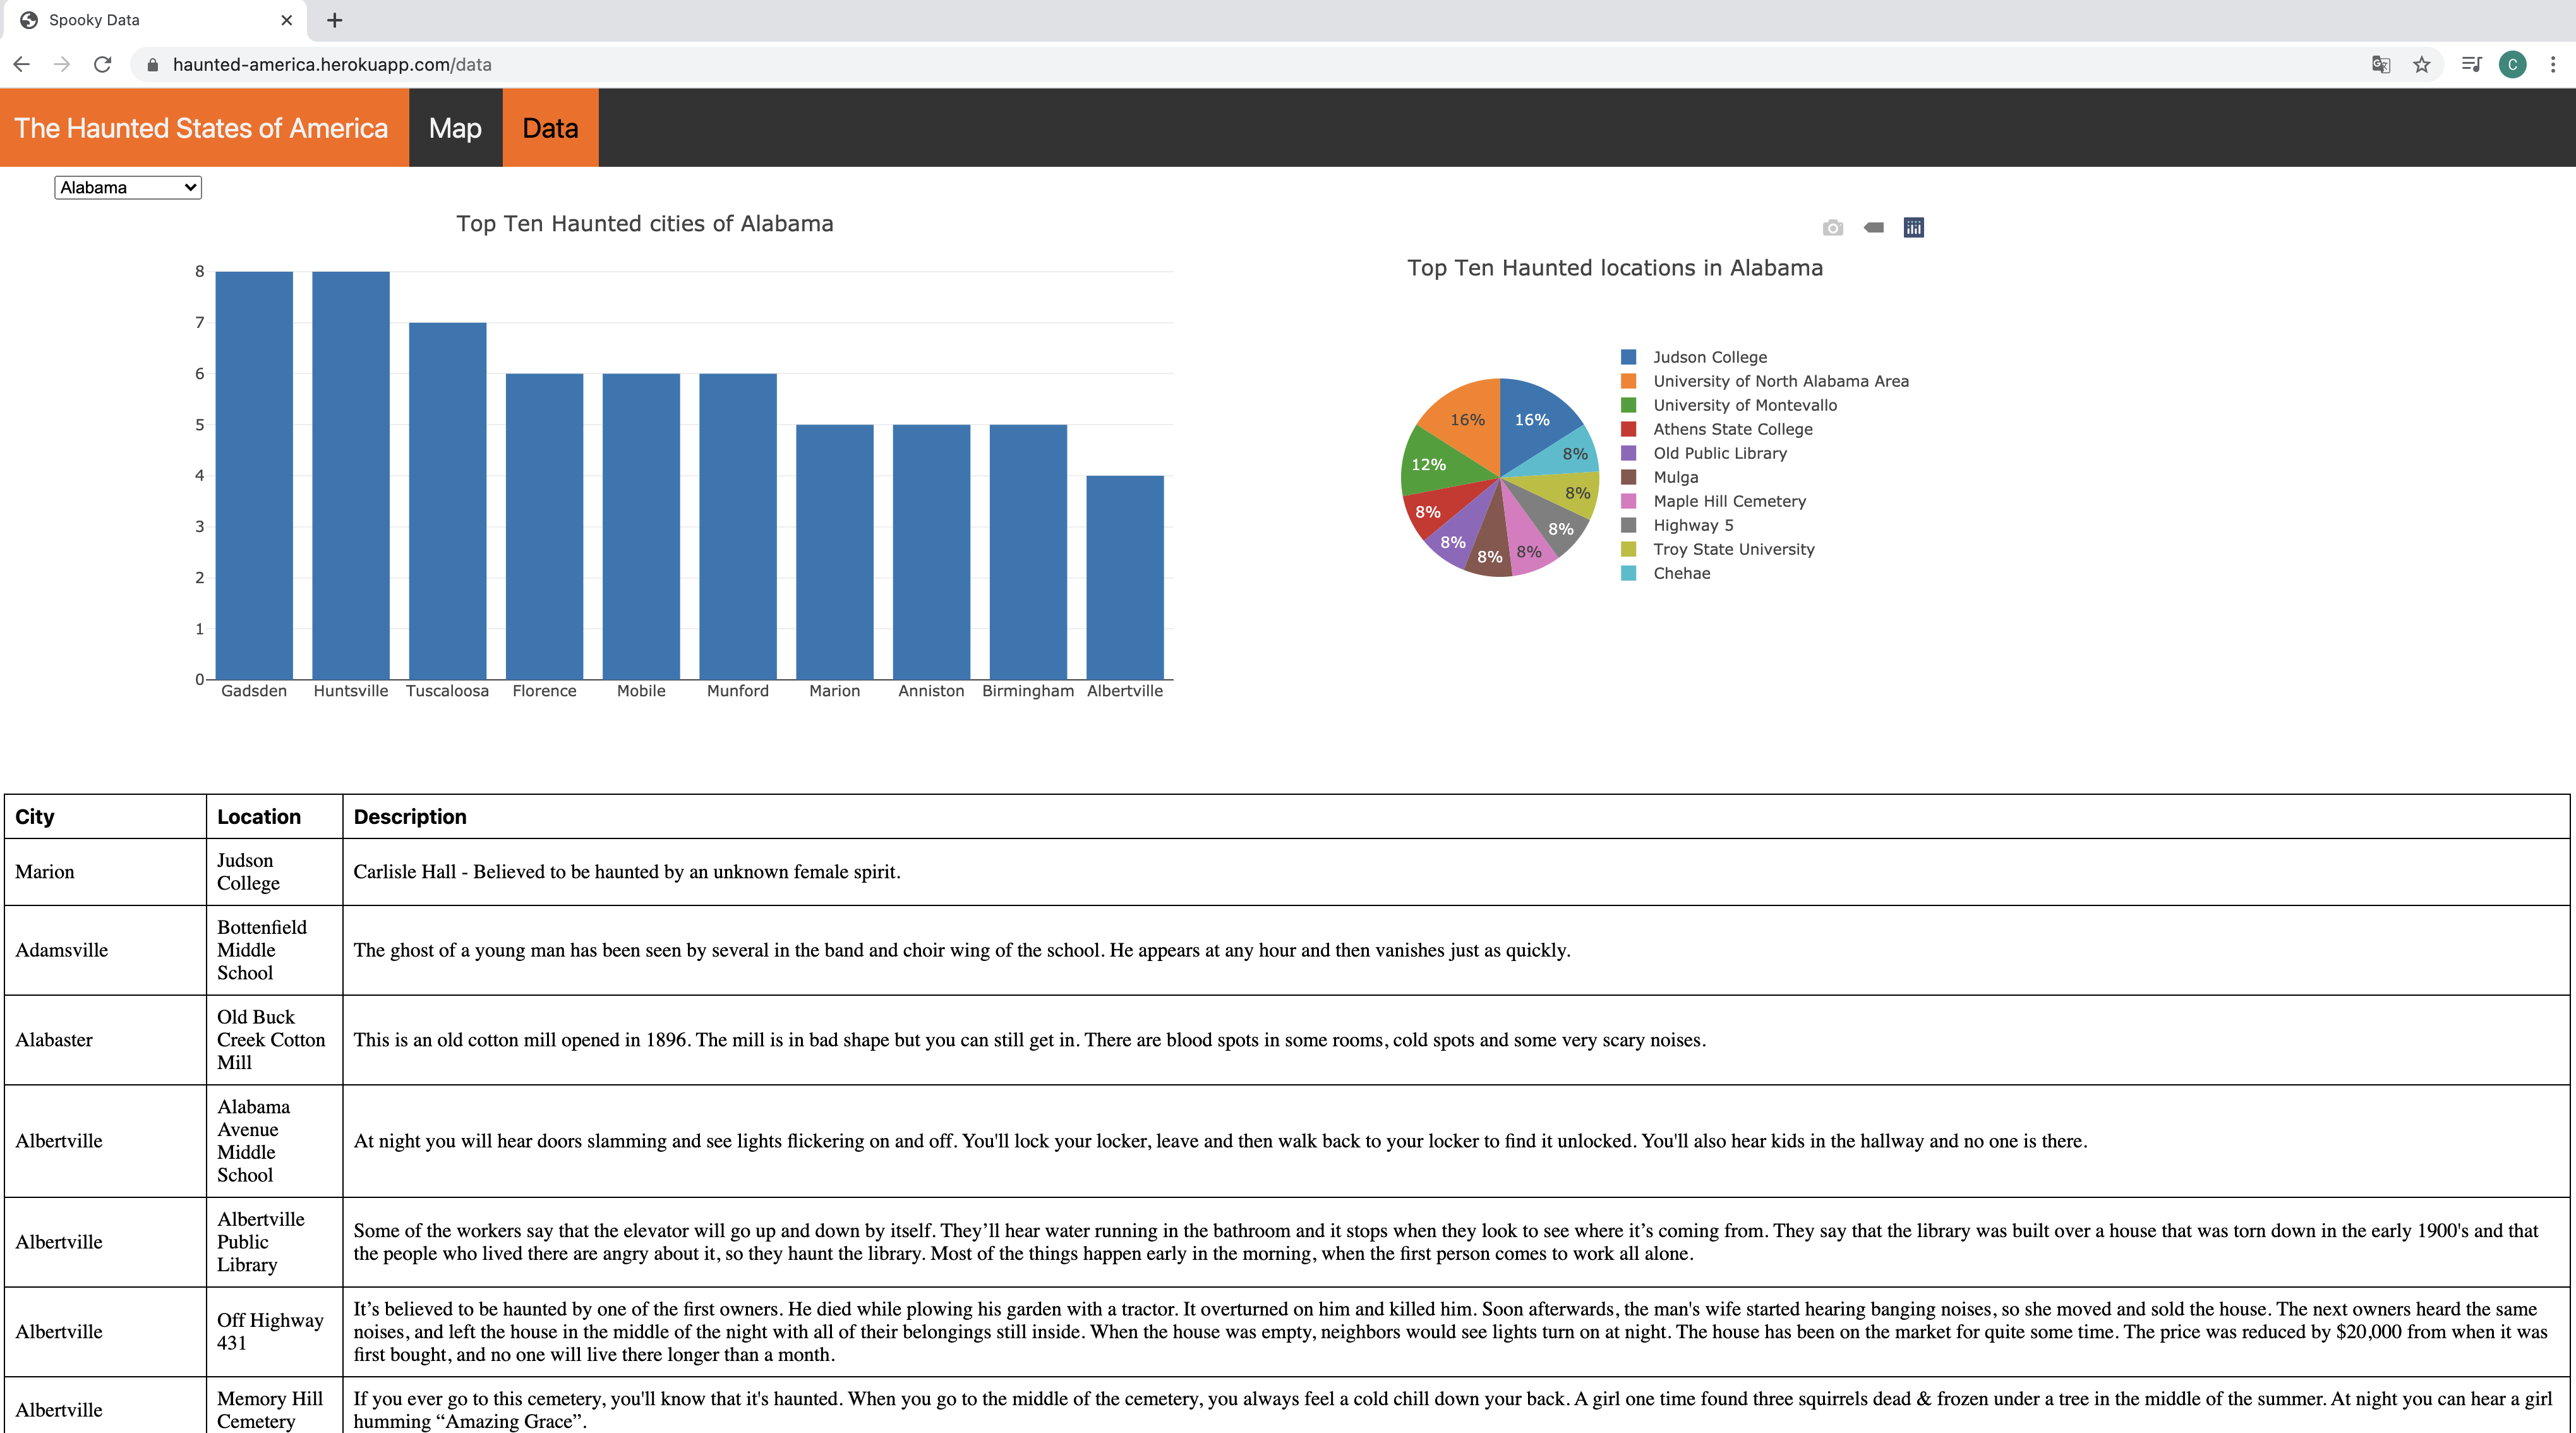 Spooky Data
haunted-america.herokuapp.com/data
C
The Haunted States of America
Map
Data
Alabama
Top Ten Haunted cities of Alabama
8
7
6
5
4
3
2
1
0
Gadsden
Huntsville
Tuscaloosa
Florence
Mobile
Munford
Marion
Anniston
Birmingham
Albertville
Top Ten Haunted locations in Alabama
16%
16%
12%
8%
8%
8%
8%
8%
8%
8%
Judson College
University of North Alabama Area
University of Montevallo
Athens State College
Old Public Library
Mulga
Maple Hill Cemetery
Highway 5
Troy State University
Chehae
City
Location
Description
Marion
Judson
College
Carlisle Hall - Believed to be haunted by an unknown female spirit.
Adamsville
Bottenfield
Middle
School
The ghost of a young man has been seen by several in the band and choir wing of the school. He appears at any hour and then vanishes just as quickly.
Alabaster
Old Buck
Creek Cotton
Mill
This is an old cotton mill opened in 1896. The mill is in bad shape but you can still get in. There are blood spots in some rooms, cold spots and some very scary noises.
Albertville
Alabama
Avenue
Middle
School
At night you will hear doors slamming and see lights flickering on and off. You'll lock your locker, leave and then walk back to your locker to find it unlocked. You'll also hear kids in the hallway and no one is there.
Albertville
Albertville
Public
Library
Some of the workers say that the elevator will go up and down by itself. They’ll hear water running in the bathroom and it stops when they look to see where it’s coming from. They say that the library was built over a house that was torn down in the early 1900's and that
the people who lived there are angry about it, so they haunt the library. Most of the things happen early in the morning, when the first person comes to work all alone.
Albertville
Off Highway
431
It’s believed to be haunted by one of the first owners. He died while plowing his garden with a tractor. It overturned on him and killed him. Soon afterwards, the man's wife started hearing banging noises, so she moved and sold the house. The next owners heard the same
noises, and left the house in the middle of the night with all of their belongings still inside. When the house was empty, neighbors would see lights turn on at night. The house has been on the market for quite some time. The price was reduced by $20,000 from when it was
first bought, and no one will live there longer than a month.
Albertville
Memory Hill
Cemetery
If you ever go to this cemetery, you'll know that it's haunted. When you go to the middle of the cemetery, you always feel a cold chill down your back. A girl one time found three squirrels dead & frozen under a tree in the middle of the summer. At night you can hear a girl
humming “Amazing Grace”.